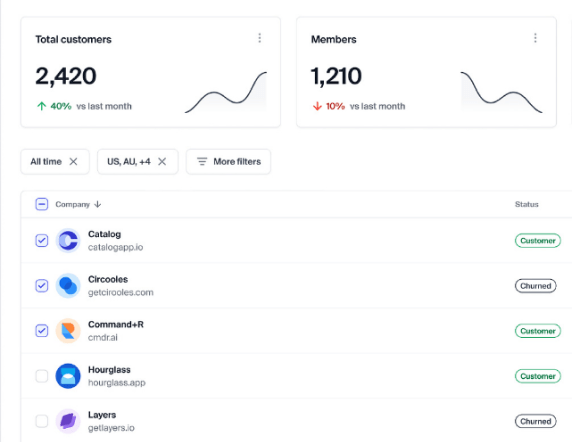 Total customers
2,420
40% vs last month
Members
1,210
10% vs last month
All time
US, AU, +4
More filters
Company
Status
Catalog
catalogapp.io
Customer
Circooles
getcirooles.com
Churned
Command+R
cmdr.ai
Customer
Hourglass
hourglass.app
Customer
Layers
getlayers.io
Churned